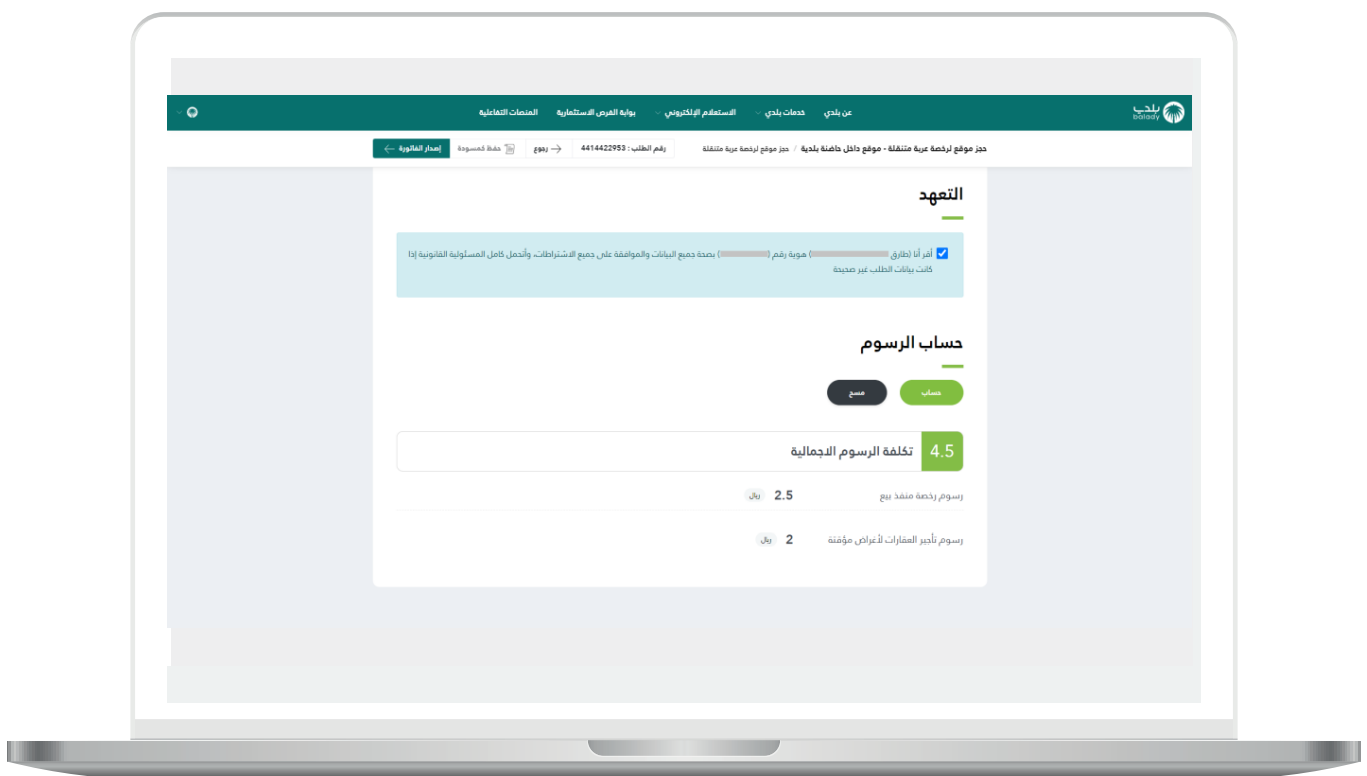 بلدي
balady
عن بلدي
خدمات بلدي
الاستعلام الإلكتروني
بوابة الفرص الاستثمارية
المنصات التفاعلية
حجز موقع لرخصة عربة متنقلة - موقع داخل حاضنة بلدية / حجز موقع لرخصة عربة متنقلة
رقم الطلب : 4414422953
رجوع
حفظ كمسودة
إصدار الفاتورة
التعهد
أقر أنا (طارق ) هوية رقم ( ) بصحة جميع البيانات والموافقة على جميع الاشتراطات، وأتحمل كامل المسئولية القانونية إذا
كانت بيانات الطلب غير صحيحة
حساب الرسوم
حساب
مسح
4.5 تكلفة الرسوم الاجمالية
رسوم رخصة منفذ بيع 2.5 ريال
رسوم تأجير العقارات لأغراض مؤقتة 2 ريال